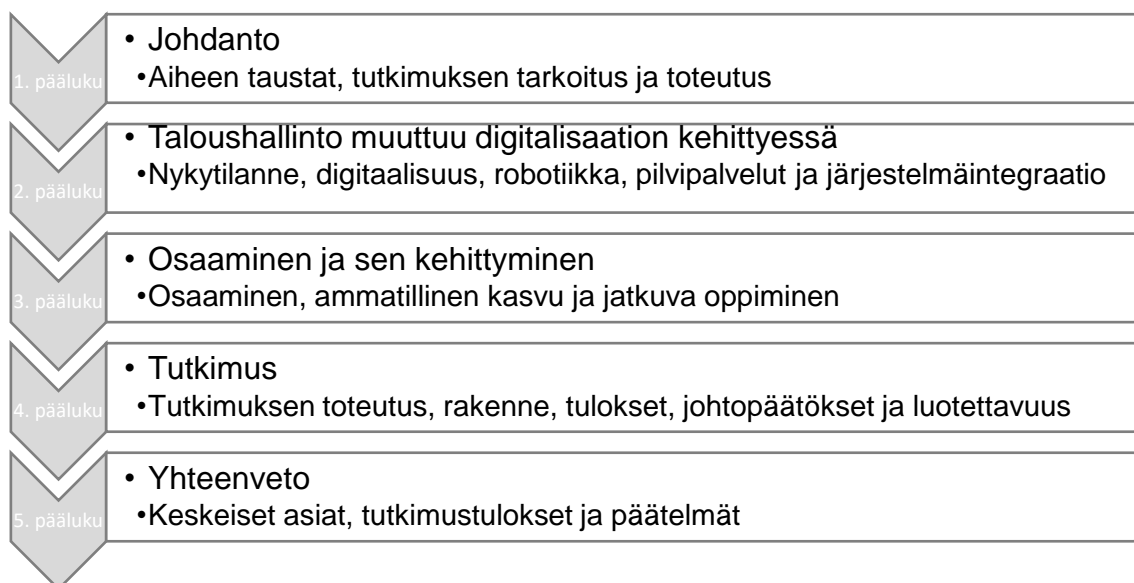 1. pääluku
• Johdanto
•Aiheen taustat, tutkimuksen tarkoitus ja toteutus
2. pääluku
• Taloushallinto muuttuu digitalisaation kehittyessä
•Nykytilanne, digitaalisuus, robotiikka, pilvipalvelut ja järjestelmäintegraatio
3. pääluku
• Osaaminen ja sen kehittyminen
•Osaaminen, ammatillinen kasvu ja jatkuva oppiminen
4. pääluku
• Tutkimus
•Tutkimuksen toteutus, rakenne, tulokset, johtopäätökset ja luotettavuus
5. pääluku
• Yhteenveto
•Keskeiset asiat, tutkimustulokset ja päätelmät